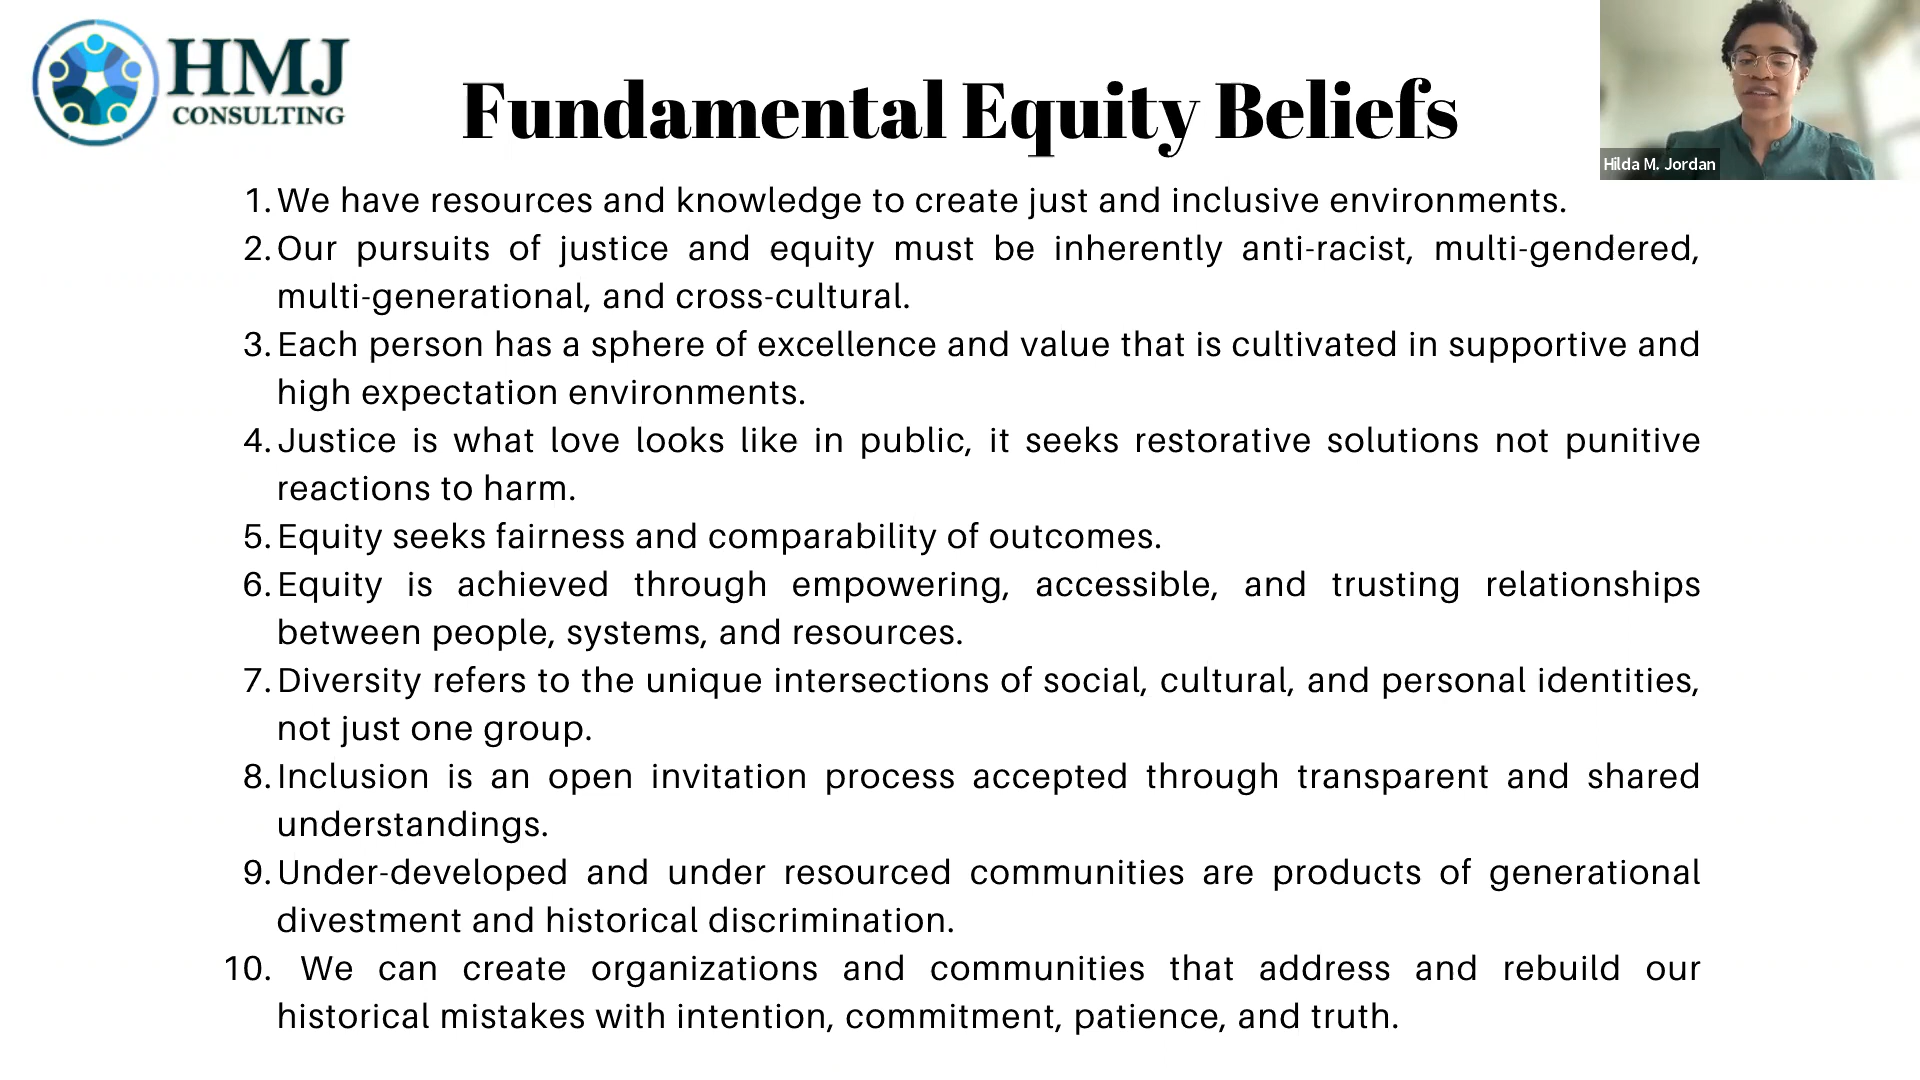 HMJ
CONSULTING
Fundamental Equity Beliefs
Hilda M. Jordan
1. We have resources and knowledge to create just and inclusive environments.
2. Our pursuits of justice and equity must be inherently anti-racist, multi-gendered,
multi-generational, and cross-cultural.
3. Each person has a sphere of excellence and value that is cultivated in supportive and
high expectation environments.
4. Justice is what love looks like in public, it seeks restorative solutions not punitive
reactions to harm.
5. Equity seeks fairness and comparability of outcomes.
6. Equity is achieved through empowering, accessible, and trusting relationships
between people, systems, and resources.
7. Diversity refers to the unique intersections of social, cultural, and personal identities,
not just one group.
8. Inclusion is an open invitation process accepted through transparent and shared
understandings.
9. Under-developed and under resourced communities are products of generational
divestment and historical discrimination.
10. We can create organizations and communities that address and rebuild our
historical mistakes with intention, commitment, patience, and truth.